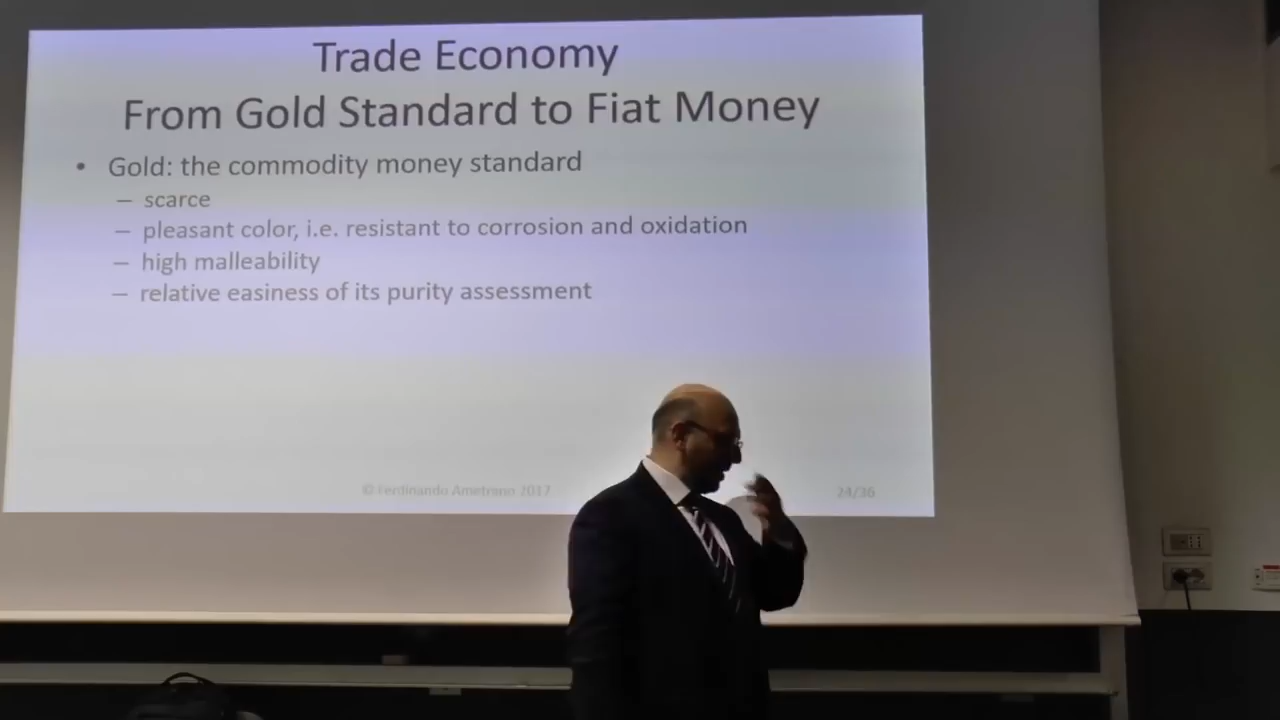 Trade Economy
From Gold Standard to Fiat Money
• Gold: the commodity money standard
– scarce
– pleasant color, i.e. resistant to corrosion and oxidation
– high malleability
– relative easiness of its purity assessment
© Ferdinando Ametrano 2017
24/36